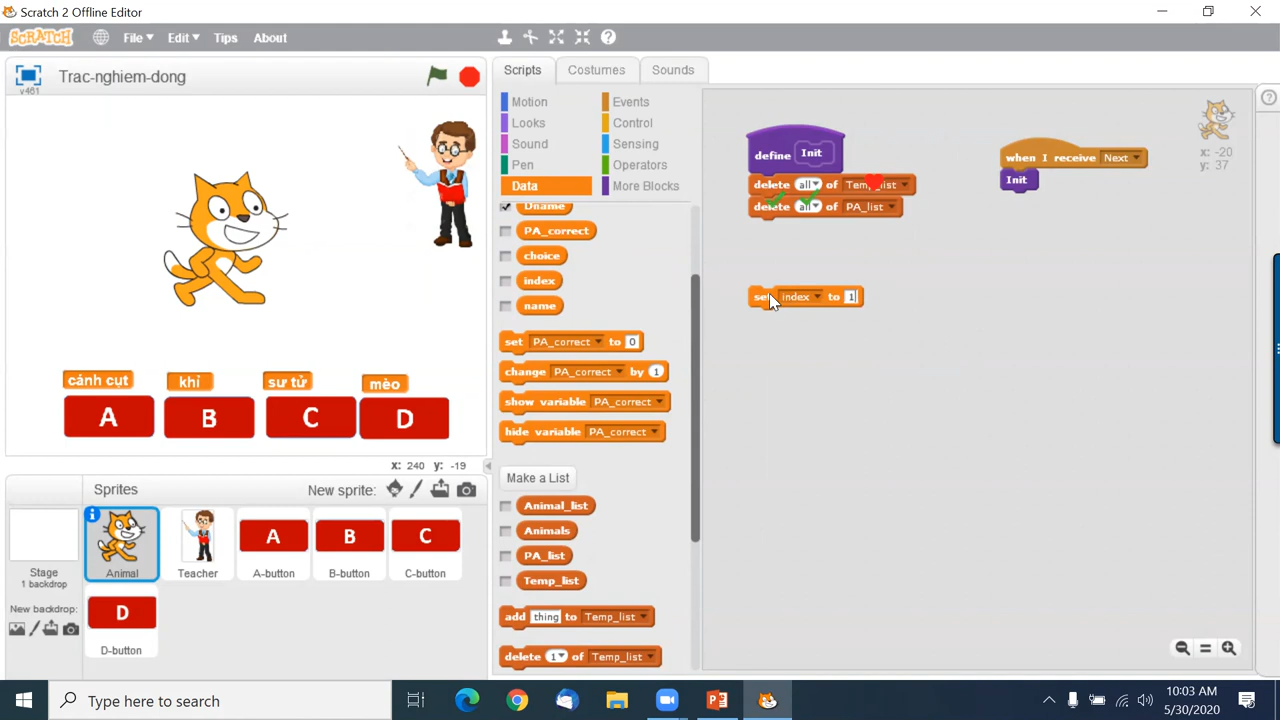 Scratch 2 Offline Editor
SCRATCH File Edit Tips About
Trac-nghiem-dong
v461
Scripts Costumes Sounds
Motion Events
Looks Control
Sound Sensing
Pen Operators
Data More Blocks
Dname
PA_correct
choice
index
name
set PA_correct to 0
change PA_correct by 1
show variable PA_correct
hide variable PA_correct
Make a List
Animal_list
Animals
PA_list
Temp_list
add thing to Temp_list
delete 1 of Temp_list
define Init
delete all of Temp_list
delete all of PA_list
set index to 1
when I receive Next
Init
x: -20
y: 37
cánh cụt khỉ sư tử mèo
A B C D
x: 240 y: -19
Sprites New sprite:
Stage
1 backdrop
New backdrop:
Animal
Teacher
A
A-button
B
B-button
C
C-button
D
D-button
Type here to search
10:03 AM
5/30/2020